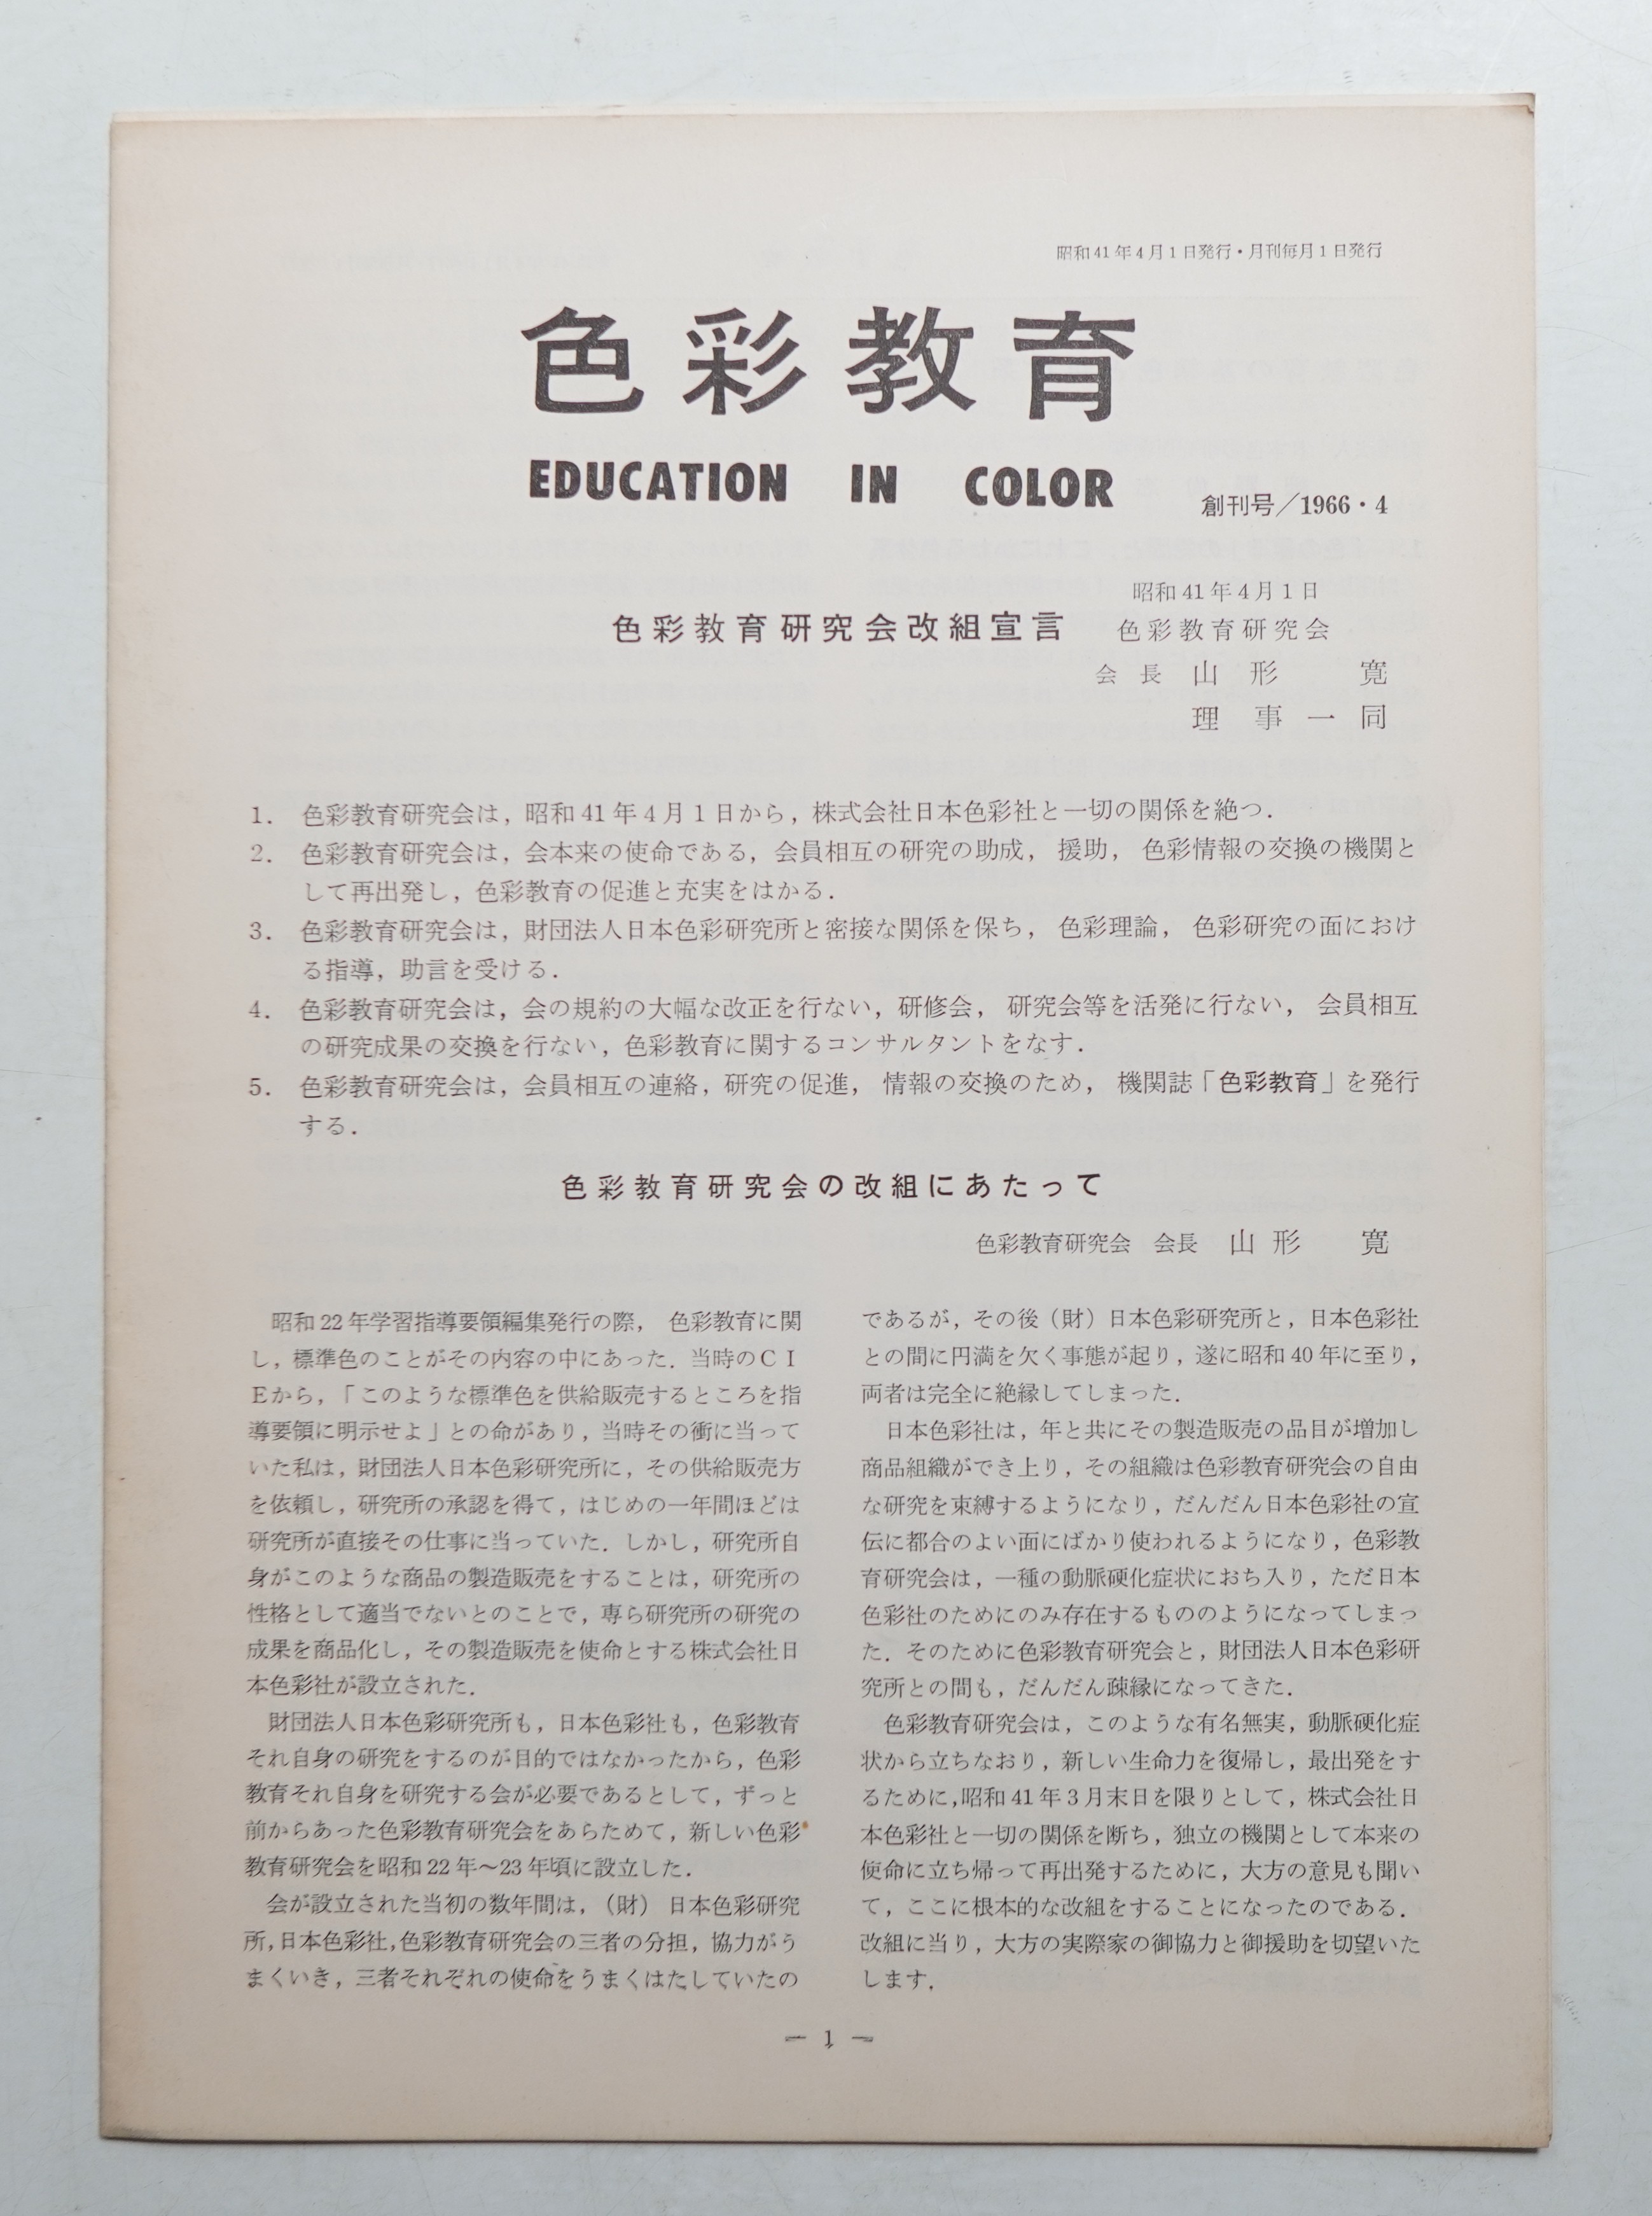 昭和41年4月1日発行・月刊毎月1日発行
色彩教育
EDUCATION IN COLOR
創刊号／1966・4
色彩教育研究会改組宣言
昭和41年4月1日
色彩教育研究会
会長 山形 寛
理事一同
1. 色彩教育研究会は，昭和41年4月1日から，株式会社日本色彩社と一切の関係を絶つ．
2. 色彩教育研究会は，会本来の使命である，会員相互の研究の助成，援助，色彩情報の交換の機関と
して再出発し，色彩教育の促進と充実をはかる．
3. 色彩教育研究会は，財団法人日本色彩研究所と密接な関係を保ち，色彩理論，色彩研究の面におけ
る指導，助言を受ける．
4. 色彩教育研究会は，会の規約の大幅な改正を行ない，研修会，研究会等を活発に行ない，会員相互
の研究成果の交換を行ない，色彩教育に関するコンサルタントをなす．
5. 色彩教育研究会は，会員相互の連絡，研究の促進，情報の交換のため，機関誌「色彩教育」を発行
する．
色彩教育研究会の改組にあたって
色彩教育研究会 会長 山形 寛
昭和22年学習指導要領編集発行の際，色彩教育に関
し，標準色のことがその内容の中にあった．当時のＣＩ
Ｅから，「このような標準色を供給販売するところを指
導要領に明示せよ」との命があり，当時その衝に当って
いた私は，財団法人日本色彩研究所に，その供給販売方
を依頼し，研究所の承認を得て，はじめの一年間ほどは
研究所が直接その仕事に当っていた．しかし，研究所自
身がこのような商品の製造販売をすることは，研究所の
性格として適当でないとのことで，専ら研究所の研究の
成果を商品化し，その製造販売を使命とする株式会社日
本色彩社が設立された．
財団法人日本色彩研究所も，日本色彩社も，色彩教育
それ自身の研究をするのが目的ではなかったから，色彩
教育それ自身を研究する会が必要であるとして，ずっと
前からあった色彩教育研究会をあらためて，新しい色彩
教育研究会を昭和22年～23年頃に設立した．
会が設立された当初の数年間は，（財）日本色彩研究
所，日本色彩社，色彩教育研究会の三者の分担，協力がう
まくいき，三者それぞれの使命をうまくはたしていたの
であるが，その後（財）日本色彩研究所と，日本色彩社
との間に円満を欠く事態が起り，遂に昭和40年に至り，
両者は完全に絶縁してしまった．
日本色彩社は，年と共にその製造販売の品目が増加し
商品組織ができ上り，その組織は色彩教育研究会の自由
な研究を束縛するようになり，だんだん日本色彩社の宣
伝に都合のよい面にばかり使われるようになり，色彩教
育研究会は，一種の動脈硬化症状におち入り，ただ日本
色彩社のためにのみ存在するもののようになってしまっ
た．そのために色彩教育研究会と，財団法人日本色彩研
究所との間も，だんだん疎縁になってきた．
色彩教育研究会は，このような有名無実，動脈硬化症
状から立ちなおり，新しい生命力を復帰し，最出発をす
るために，昭和41年3月末日を限りとして，株式会社日
本色彩社と一切の関係を断ち，独立の機関として本来の
使命に立ち帰って再出発するために，大方の意見も聞い
て，ここに根本的な改組をすることになったのである．
改組に当り，大方の実際家の御協力と御援助を切望いた
します．
― 1 ―